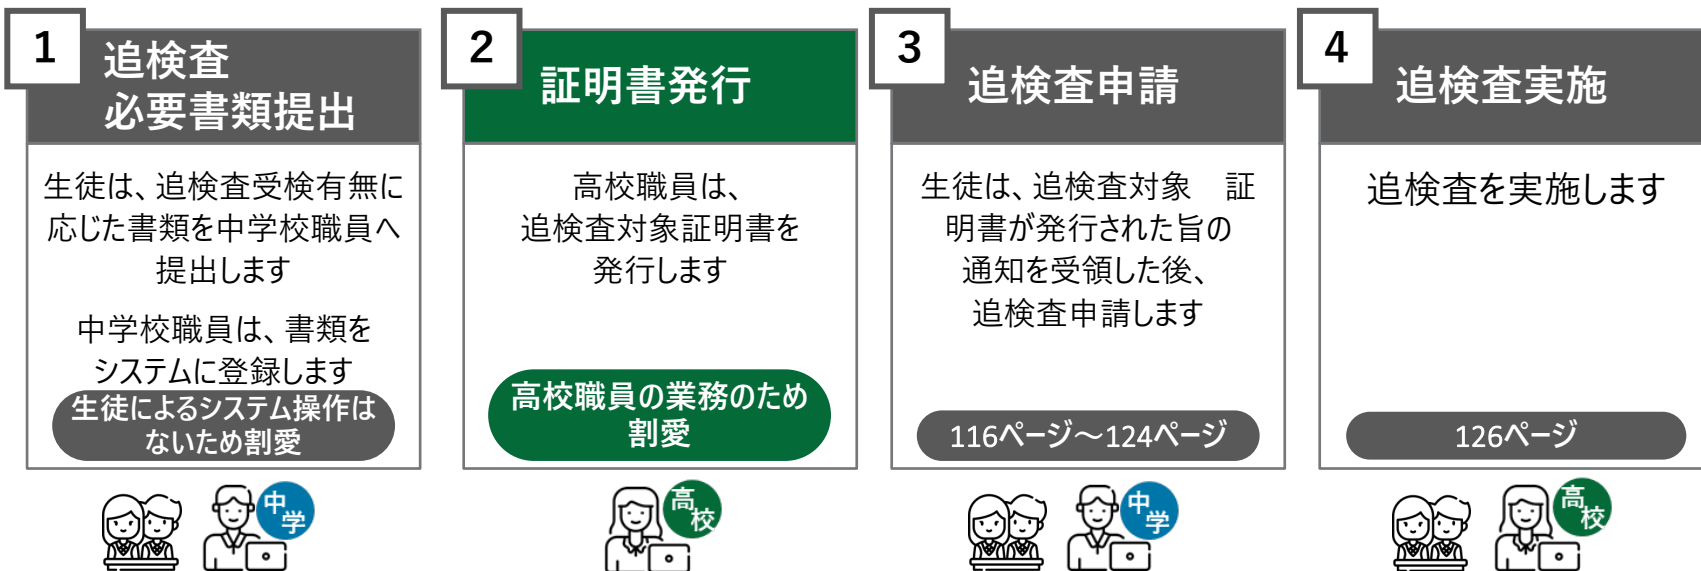 1
追検査
必要書類提出
生徒は、追検査受検有無に
応じた書類を中学校職員へ
提出します
中学校職員は、書類を
システムに登録します
生徒によるシステム操作は
ないため割愛
中
学
2
証明書発行
高校職員は、
追検査対象証明書を
発行します
高校職員の業務のため
割愛
高
校
3
追検査申請
生徒は、追検査対象　証
明書が発行された旨の
通知を受領した後、
追検査申請します
116ページ～124ページ
中
学
4
追検査実施
追検査を実施します
126ページ
高
校